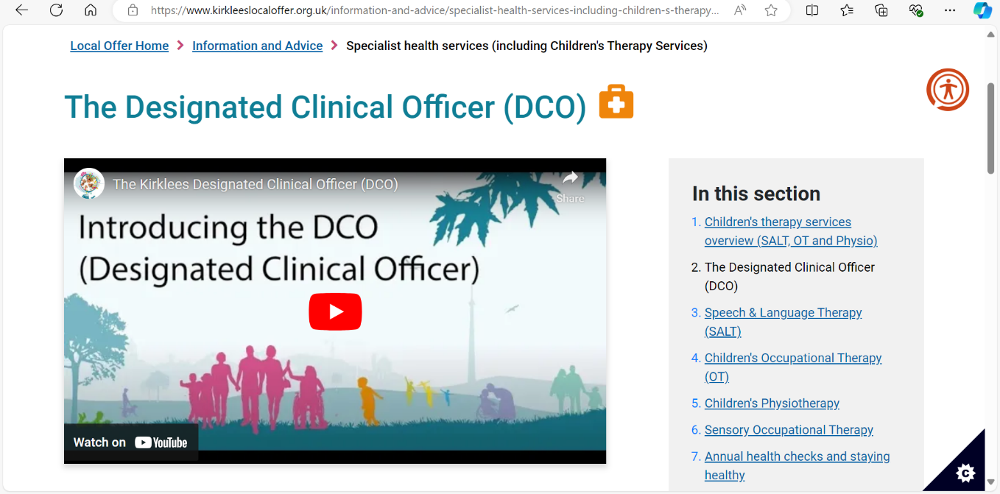 https://www.kirkleeslocaloffer.org.uk/information-and-advice/specialist-health-services-including-children-s-therapy...
Local Offer Home > Information and Advice > Specialist health services (including Children's Therapy Services)
The Designated Clinical Officer (DCO)
The Kirklees Designated Clinical Officer (DCO)
Share
Introducing the DCO
(Designated Clinical Officer)
Watch on YouTube
In this section
1. Children's therapy services
overview (SALT, OT and Physio)
2. The Designated Clinical Officer
(DCO)
3. Speech & Language Therapy
(SALT)
4. Children's Occupational Therapy
(OT)
5. Children's Physiotherapy
6. Sensory Occupational Therapy
7. Annual health checks and staying
healthy